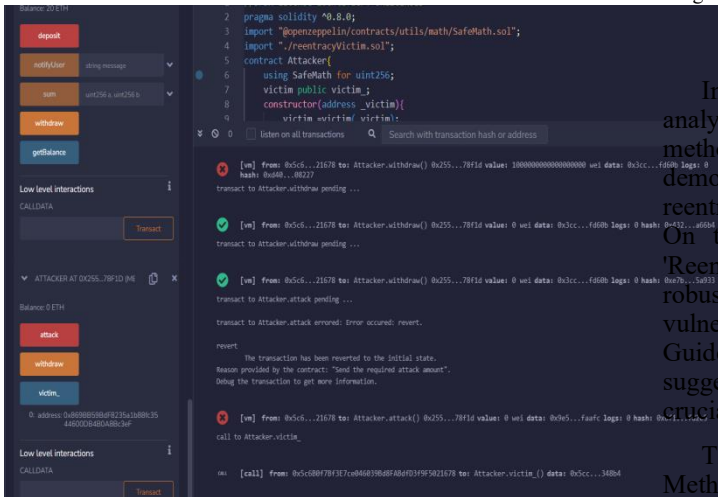 Balance: 20 ETH
deposit
notifyUser string message
sum uint256 a, uint256 b
withdraw
getBalance
Low level interactions
CALLDATA
Transact
ATTACKER AT 0X255...78F1D (ME
Balance: 0 ETH
attack
withdraw
victim_
0: address:
Low level interactions
CALLDATA
Transact
2 pragma solidity ^0.8.0;
3 import "@openzeppelin/contracts/utils/math/SafeMath.sol";
4 import "./reentracyVictim.sol";
5 contract Attacker{
6 using SafeMath for uint256;
7 victim public victim_;
8 constructor(address _victim){
9 victim_=victim(_victim);
0 listen on all transactions Search with transaction hash or address
[vm] from: 0x5c6...21678 to: Attacker.withdraw() 0x255...78f1d value: 1000000000000000000 wei data: 0x3cc...fd60b logs: 0
hash: 0xd40...08227
transact to Attacker.withdraw pending ...
[vm] from: 0x5c6...21678 to: Attacker.withdraw() 0x255...78f1d value: 0 wei data: 0x3cc...fd60b logs: 0 hash:
transact to Attacker.withdraw pending ...
[vm] from: 0x5c6...21678 to: Attacker.withdraw() 0x255...78f1d value: 0 wei data: 0x3cc...fd60b logs: 0 hash:
transact to Attacker.attack pending ...
transact to Attacker.attack errored: Error occured: revert.
revert
The transaction has been reverted to the initial state.
Reason provided by the contract: "Send the required attack amount".
Debug the transaction to get more information.
[vm] from: 0x5c6...21678 to: Attacker.attack() 0x255...78f1d value: 0 wei data: 0x9e5...faafc logs: 0 hash:
call to Attacker.victim_
[call] from: to: Attacker.victim_() data: 0x5cc...348b4
In
analy
meth
demo
reent
On t
'Reen
robus
vulne
Guide
sugge
crucia
T
Meth